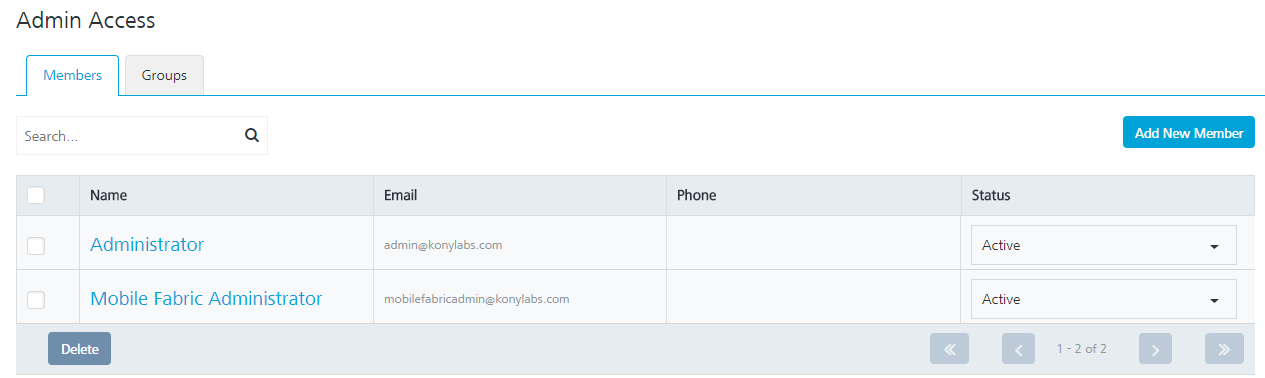 Admin Access
Members Groups
Search...
Add New Member
Name Email Phone Status
Administrator admin@konylabs.com Active
Mobile Fabric Administrator mobilefabricadmin@konylabs.com Active
Delete 1 - 2 of 2